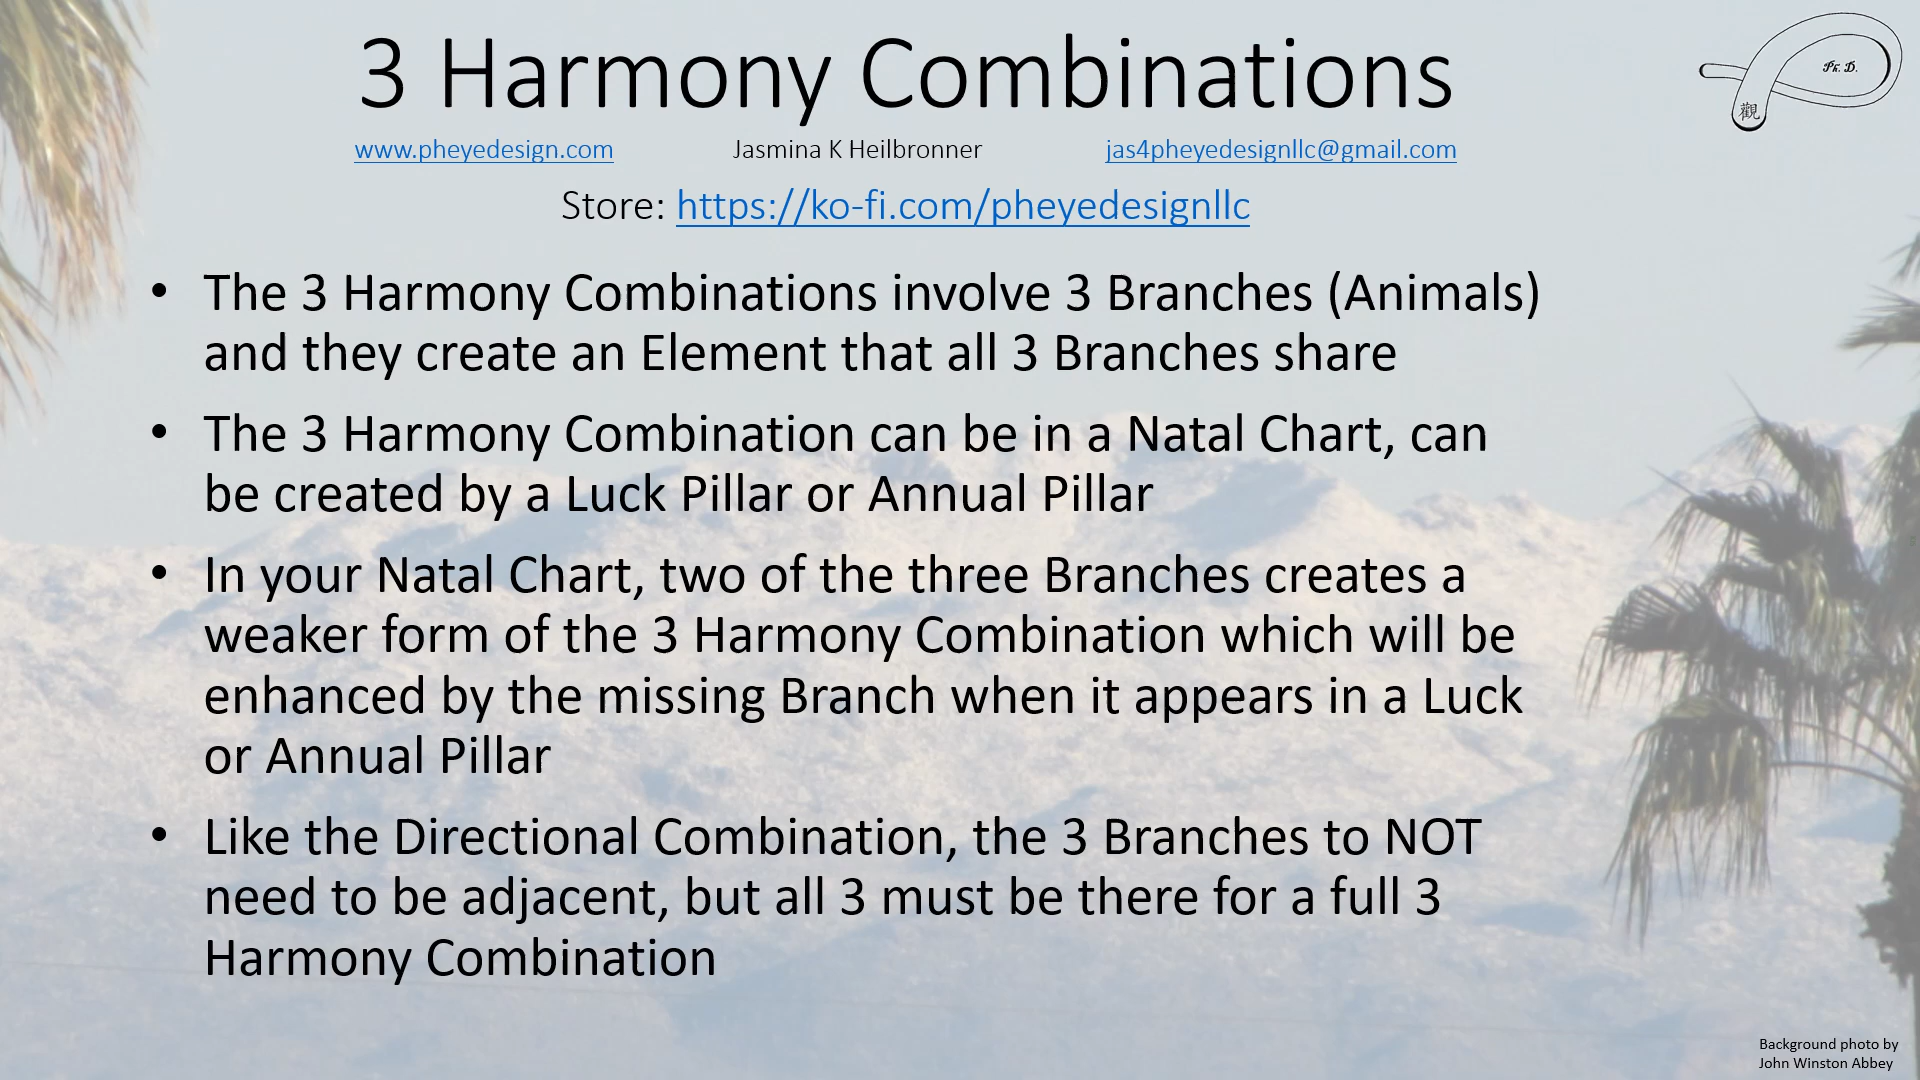 3 Harmony Combinations
Ph.D.
觀
www.pheyedesign.com Jasmina K Heilbronner jas4pheyedesignllc@gmail.com
Store: https://ko-fi.com/pheyedesignllc
• The 3 Harmony Combinations involve 3 Branches (Animals)
and they create an Element that all 3 Branches share
• The 3 Harmony Combination can be in a Natal Chart, can
be created by a Luck Pillar or Annual Pillar
• In your Natal Chart, two of the three Branches creates a
weaker form of the 3 Harmony Combination which will be
enhanced by the missing Branch when it appears in a Luck
or Annual Pillar
• Like the Directional Combination, the 3 Branches to NOT
need to be adjacent, but all 3 must be there for a full 3
Harmony Combination
Background photo by
John Winston Abbey